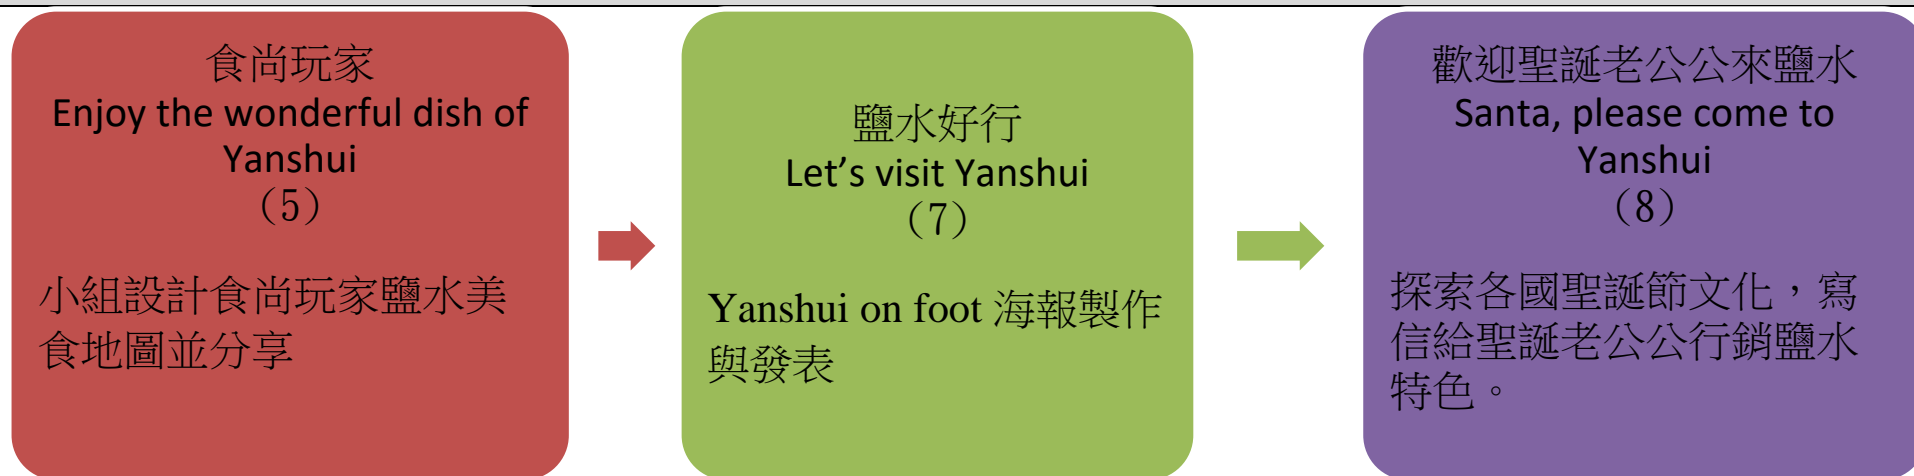 食尚玩家
Enjoy the wonderful dish of
Yanshui
（5）
小組設計食尚玩家鹽水美
食地圖並分享
鹽水好行
Let’s visit Yanshui
（7）
Yanshui on foot 海報製作
與發表
歡迎聖誕老公公來鹽水
Santa, please come to
Yanshui
（8）
探索各國聖誕節文化，寫
信給聖誕老公公行銷鹽水
特色。